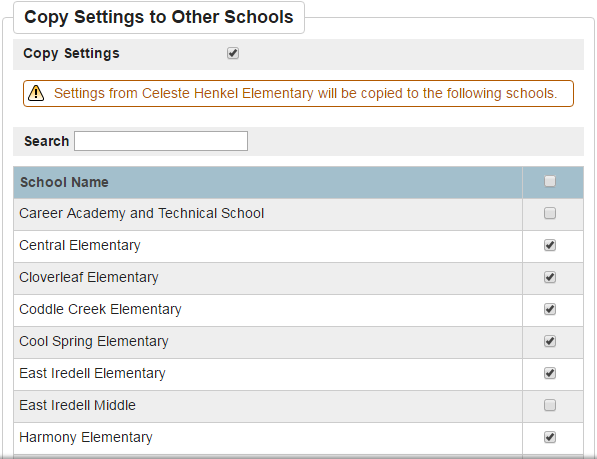 Copy Settings to Other Schools
Copy Settings
Settings from Celeste Henkel Elementary will be copied to the following schools.
Search
School Name
Career Academy and Technical School
Central Elementary
Cloverleaf Elementary
Coddle Creek Elementary
Cool Spring Elementary
East Iredell Elementary
East Iredell Middle
Harmony Elementary